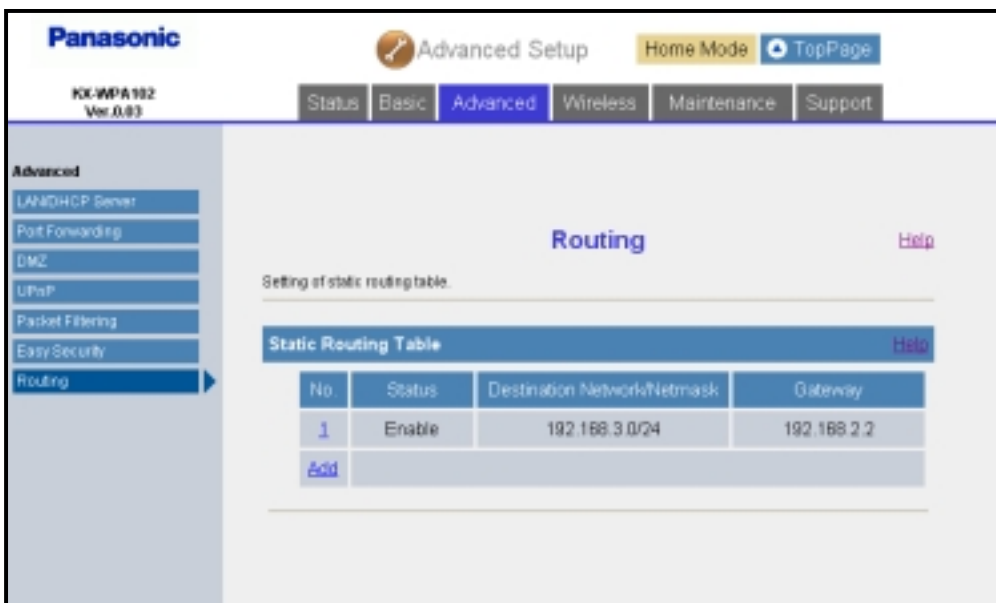 Panasonic
Advanced Setup
Home Mode
TopPage
KX-WPA102
Ver.0.03
Status
Basic
Advanced
Wireless
Maintenance
Support
Advanced
LAN/DHCP Server
Port Forwarding
DMZ
UPnP
Packet Filtering
Easy Security
Routing
Routing
Help
Setting of static routing table.
Static Routing Table
Help
No. Status Destination Network/Netmask Gateway
1 Enable 192.168.3.0/24 192.168.2.2
Add